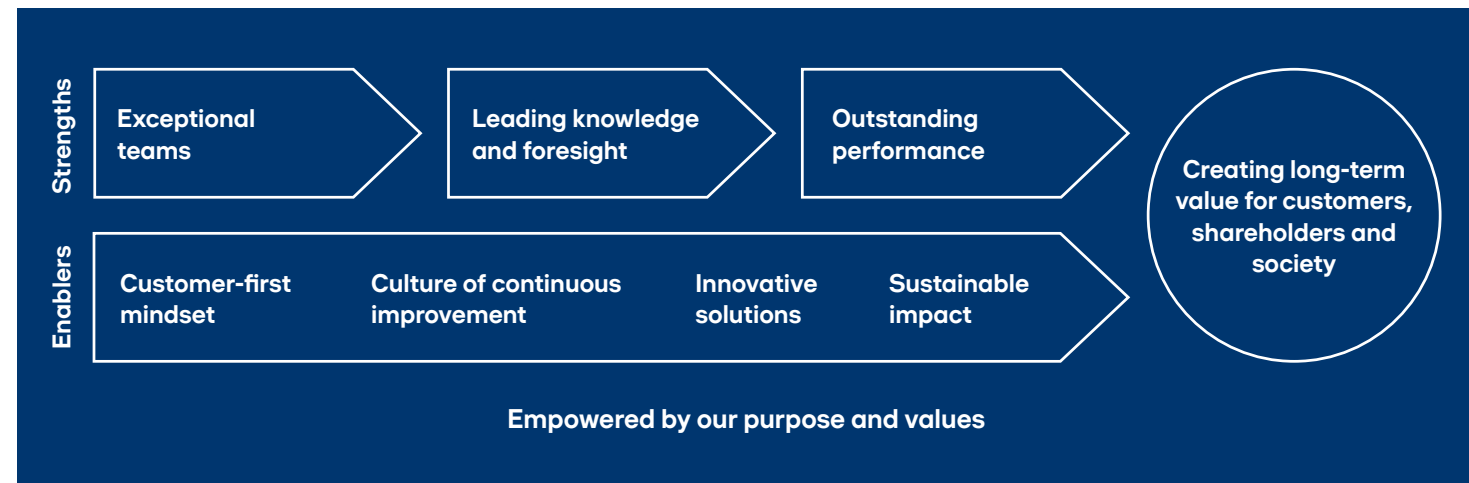 Strengths
Exceptional
teams
Leading knowledge
and foresight
Outstanding
performance
Enablers
Customer-first
mindset
Culture of continuous
improvement
Innovative
solutions
Sustainable
impact
Creating long-term
value for customers,
shareholders and
society
Empowered by our purpose and values